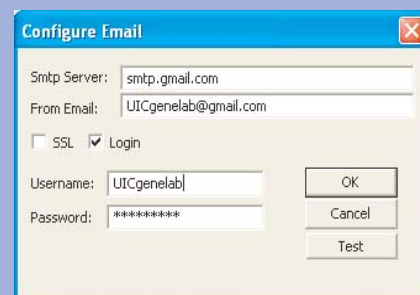 Configure Email
Smtp Server: smtp.gmail.com
From Email: UICgenelab@gmail.com
SSL Login
Username: UICgenelab
OK
Password: *********
Cancel
Test